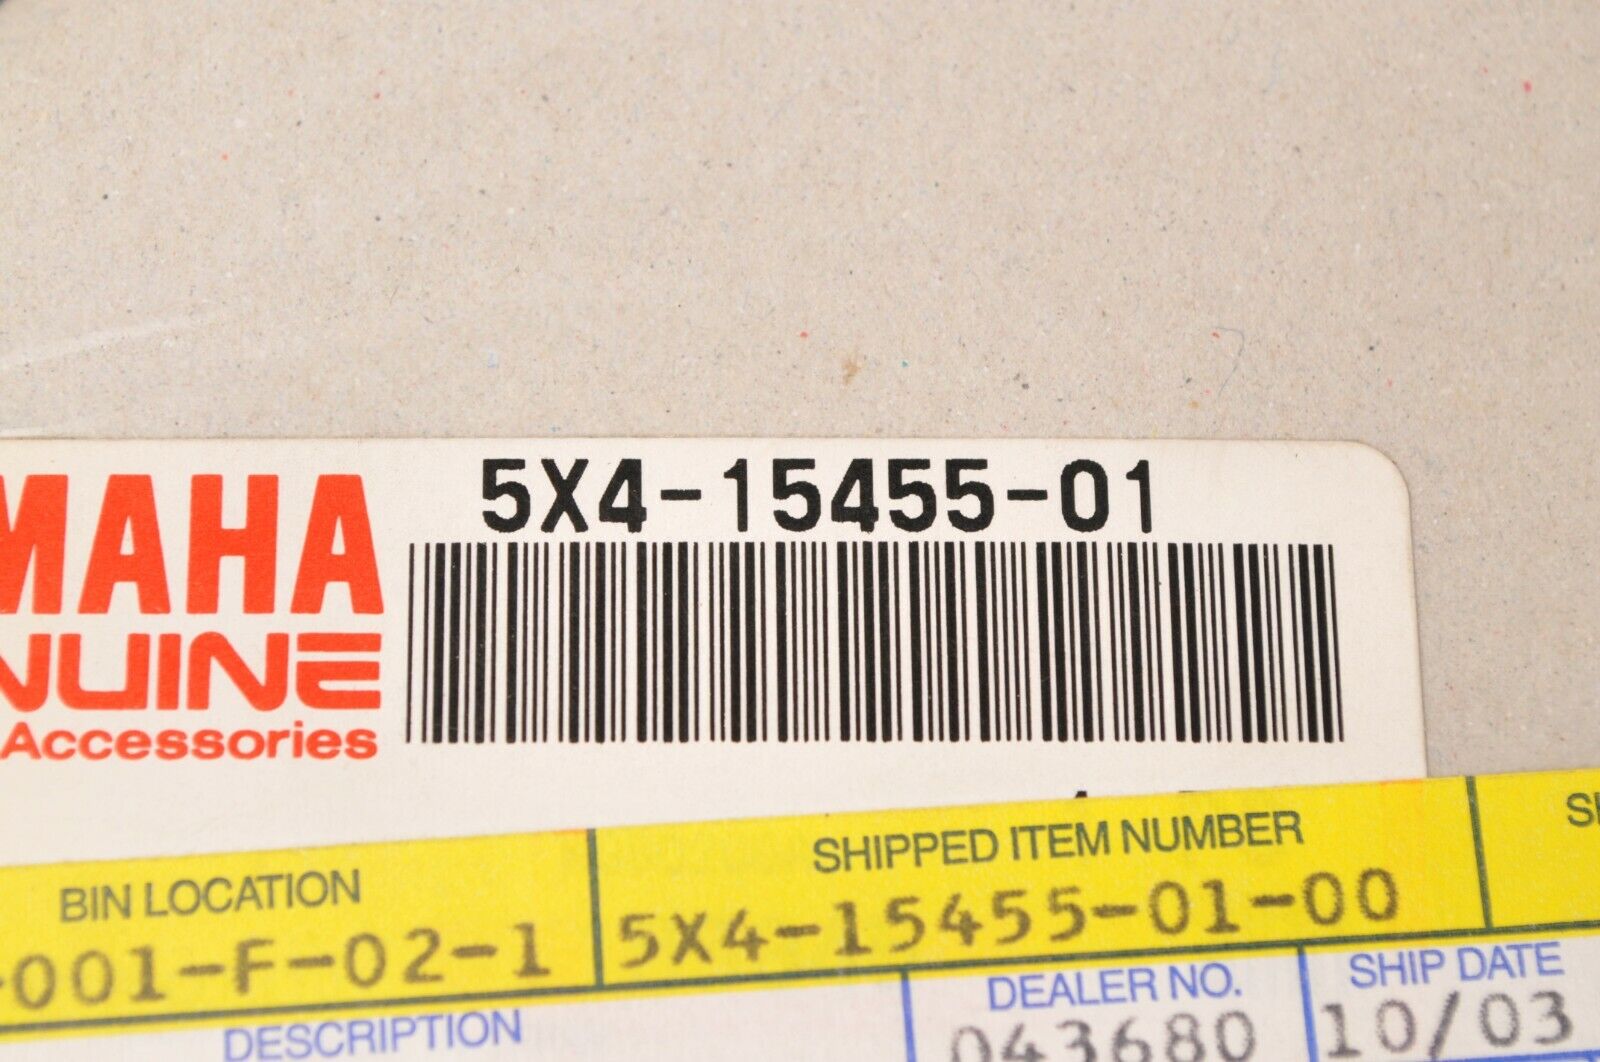 5X4-15455-01
MAHA
NUINE
Accessories
SHIPPED ITEM NUMBER
BIN LOCATION
5X4-15455-01-00
-001-F-02-1
DEALER NO.
SHIP DATE
DESCRIPTION
043680
10/03